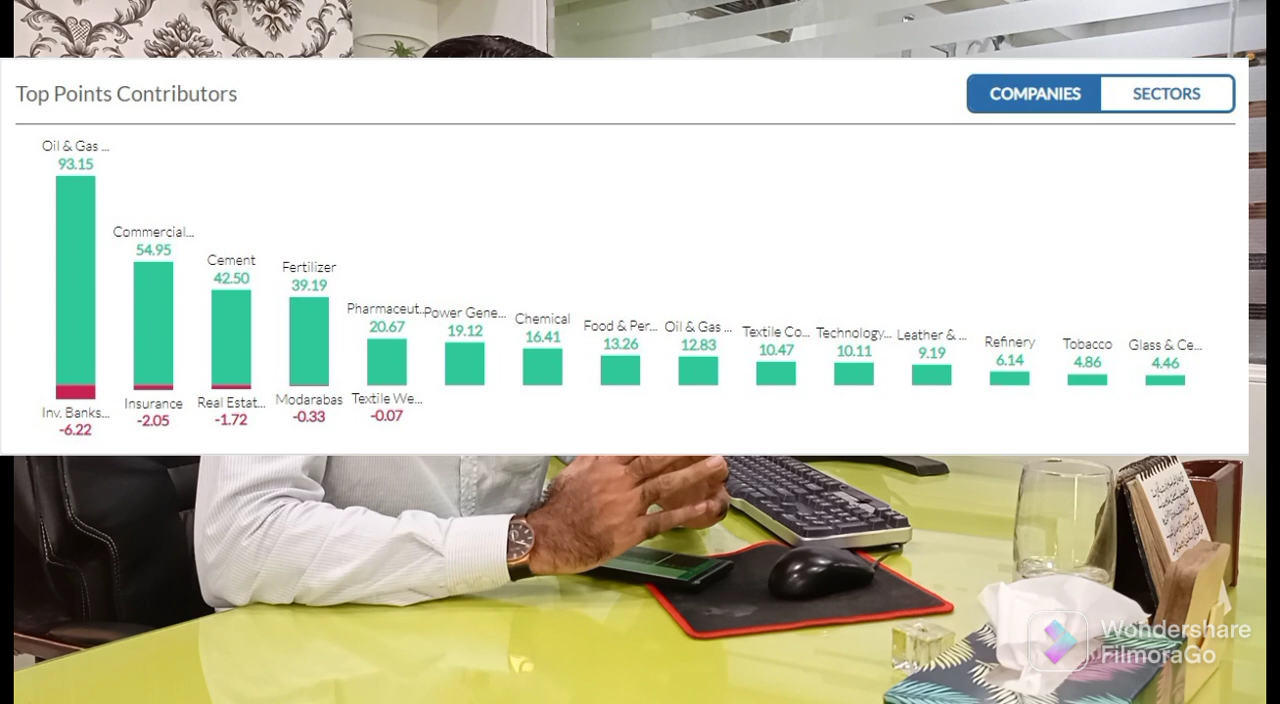 Top Points Contributors
COMPANIES
SECTORS
Oil & Gas ...
93.15
Commercial...
54.95
Cement
42.50
Fertilizer
39.19
Pharmaceut...
20.67
Power Gene...
19.12
Chemical
16.41
Food & Per...
13.26
Oil & Gas ...
12.83
Textile Co...
10.47
Technology...
10.11
Leather & ...
9.19
Refinery
6.14
Tobacco
4.86
Glass & Ce...
4.46
Inv. Banks...
-6.22
Insurance
-2.05
Real Estat...
-1.72
Modarabas
-0.33
Textile We...
-0.07
Wondershare
FilmoraGo